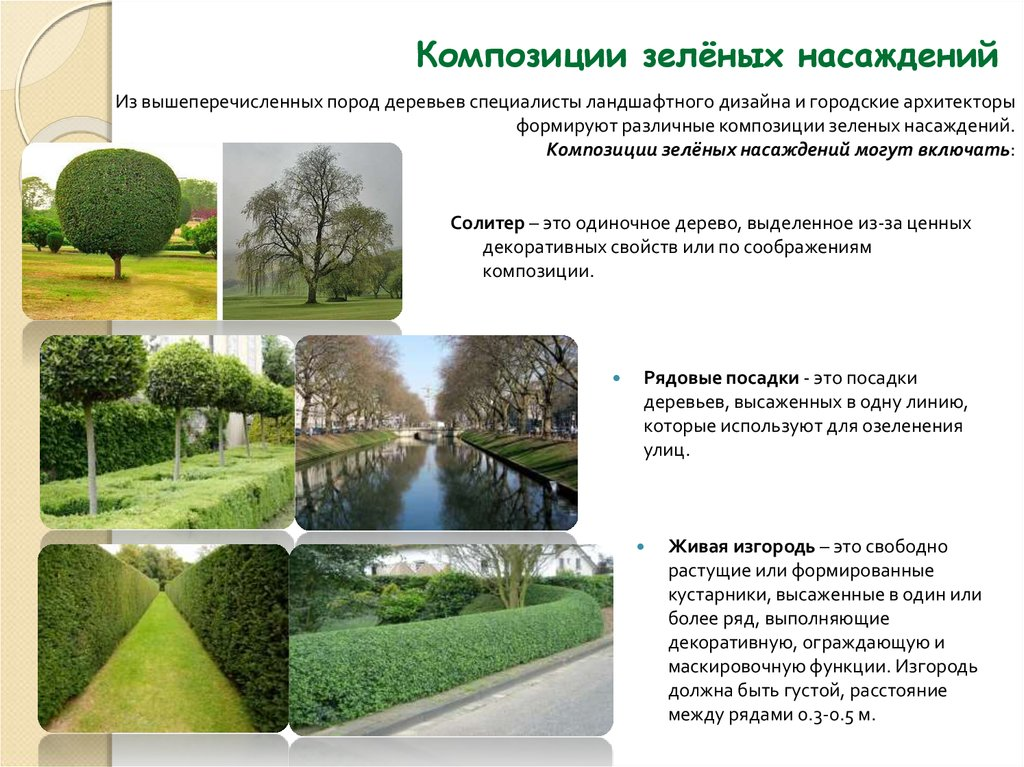 Композиции зелёных насаждений
Из вышеперечисленных пород деревьев специалисты ландшафтного дизайна и городские архитекторы
формируют различные композиции зеленых насаждений.
Композиции зелёных насаждений могут включать:
Солитер – это одиночное дерево, выделенное из-за ценных
декоративных свойств или по соображениям
композиции.
• Рядовые посадки - это посадки
деревьев, высаженных в одну линию,
которые используют для озеленения
улиц.
• Живая изгородь – это свободно
растущие или формированные
кустарники, высаженные в один или
более ряд, выполняющие
декоративную, ограждающую и
маскировочную функции. Изгородь
должна быть густой, расстояние
между рядами 0.3-0.5 м.